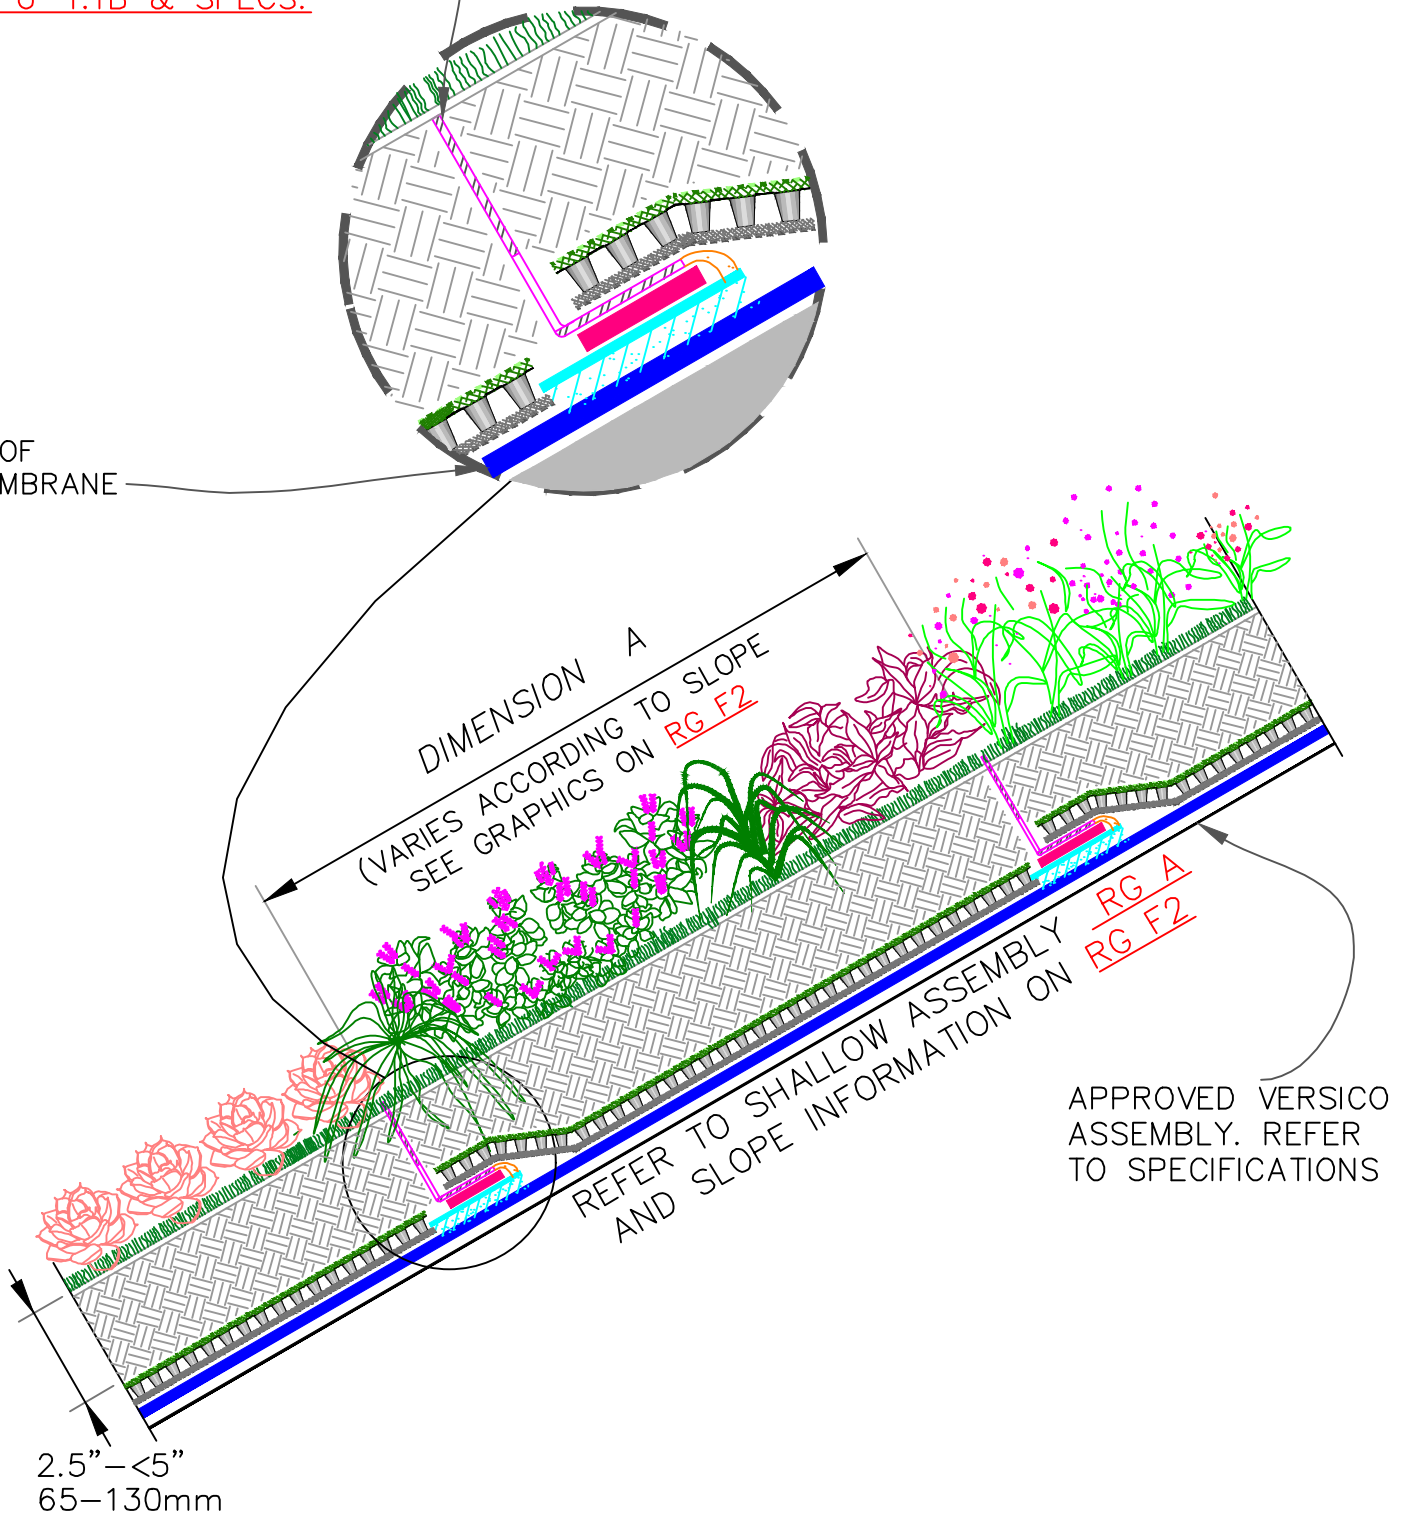 & SPECS.
OF
MBRANE
DIMENSION A
(VARIES ACCORDING TO SLOPE
SEE GRAPHICS ON RG F2
REFER TO SHALLOW ASSEMBLY RG A
AND SLOPE INFORMATION ON RG F2
APPROVED VERSICO
ASSEMBLY. REFER
TO SPECIFICATIONS
2.5”-<5”
65-130mm